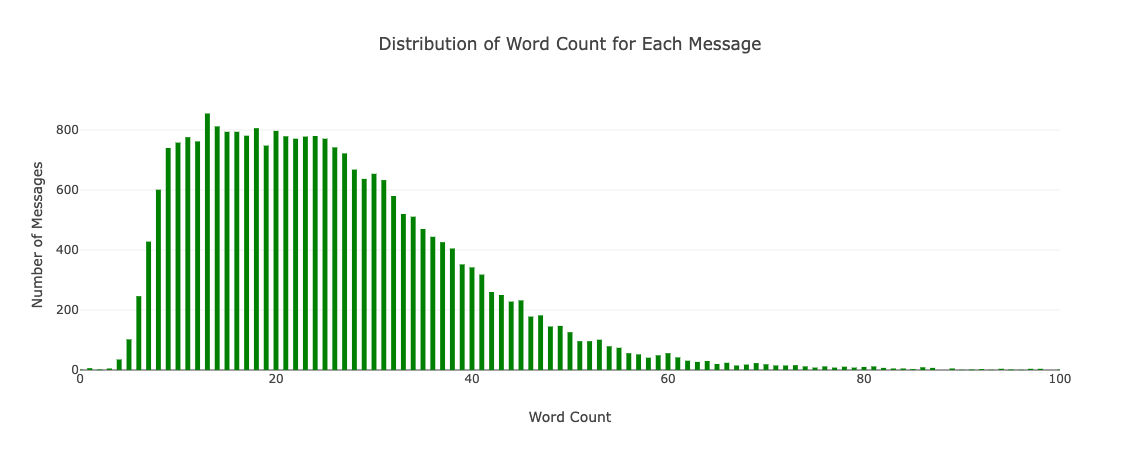 Distribution of Word Count for Each Message
Number of Messages
800
600
400
200
0
0 20 40 60 80 100
Word Count